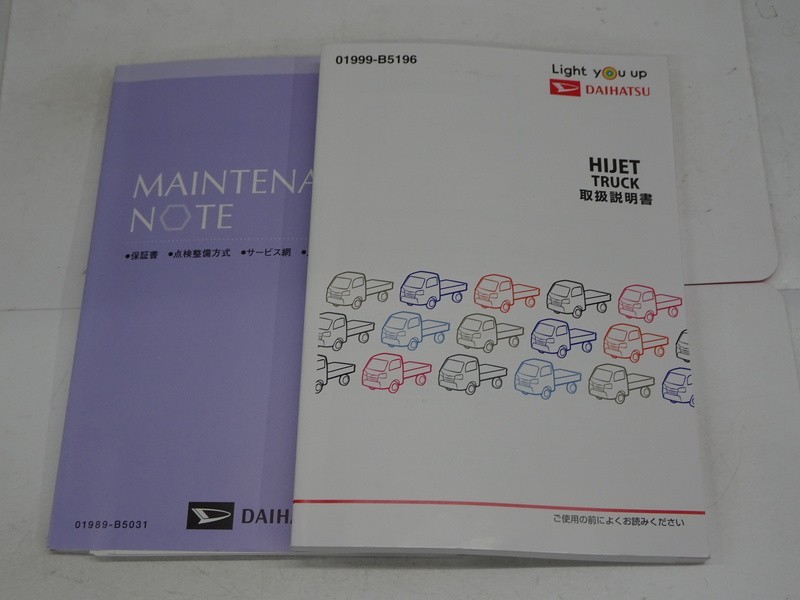 01999-B5196
Light you up
DAIHATSU
HIJET
TRUCK
取扱説明書
ご使用の前によくお読みください
MAINTENA
NOTE
●保証書 ●点検整備方式 ●サービス網 ●
01989-B5031
DAIH